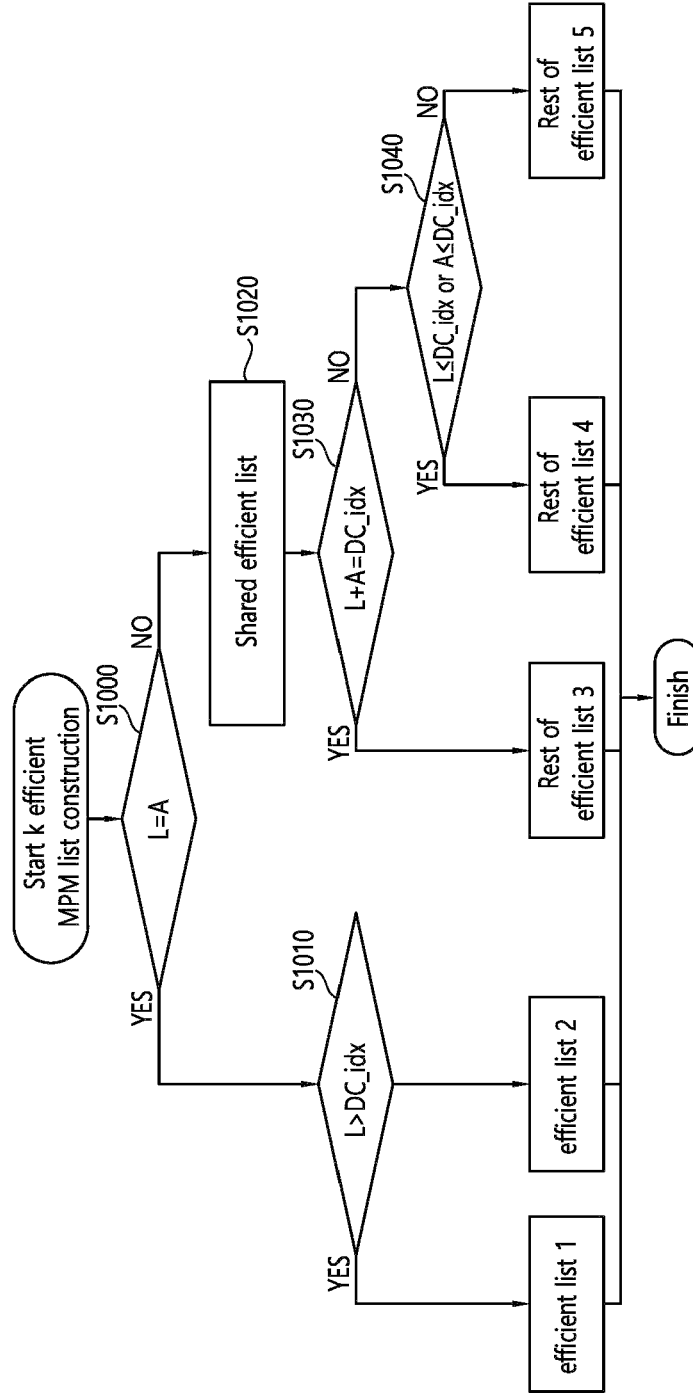 Start k efficient
MPM list construction
S1000
L=A
YES
NO
S1010
L>DC_idx
YES
efficient list 1
efficient list 2
S1020
Shared efficient list
S1030
L+A=DC_idx
YES
NO
S1040
L≤DC_idx or A≤DC_idx
YES
NO
Rest of
efficient list 3
Rest of
efficient list 4
Rest of
efficient list 5
Finish